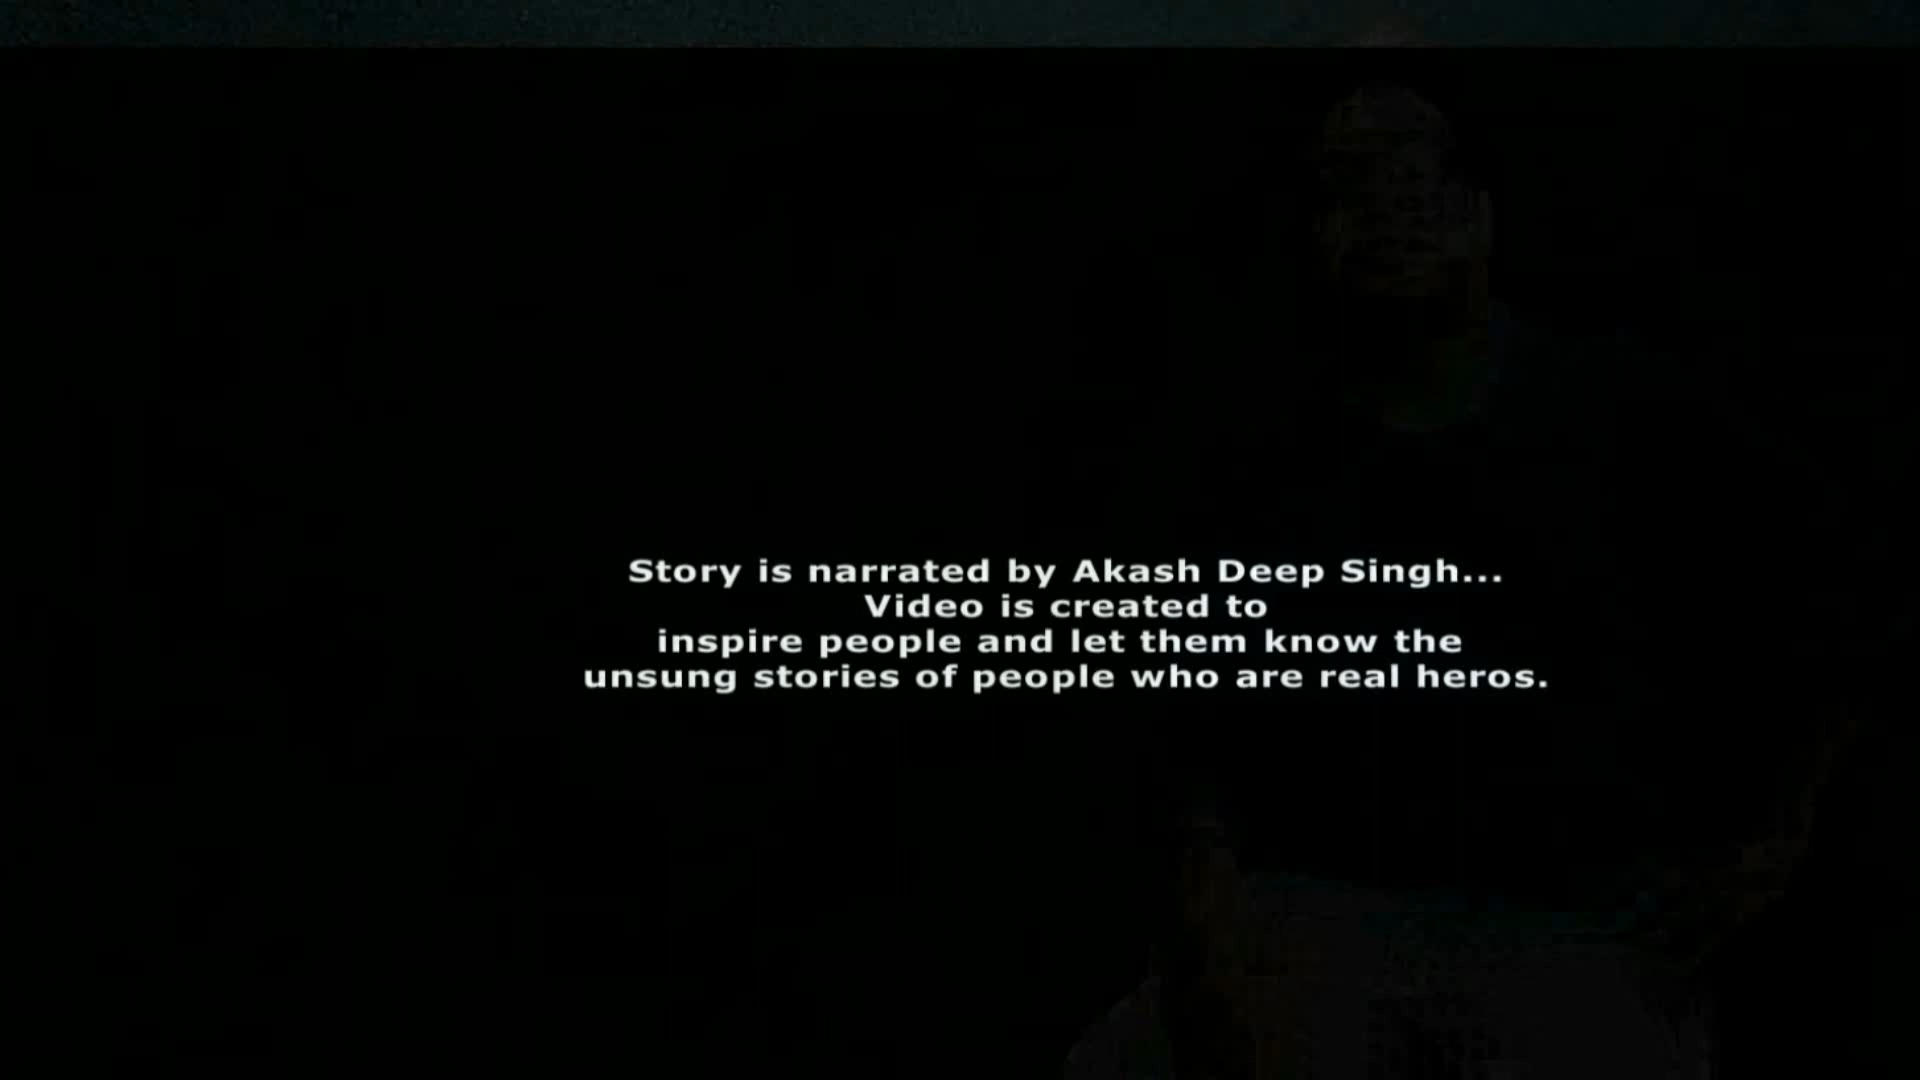 Story is narrated by Akash Deep Singh...
Video is created to
inspire people and let them know the
unsung stories of people who are real heros.